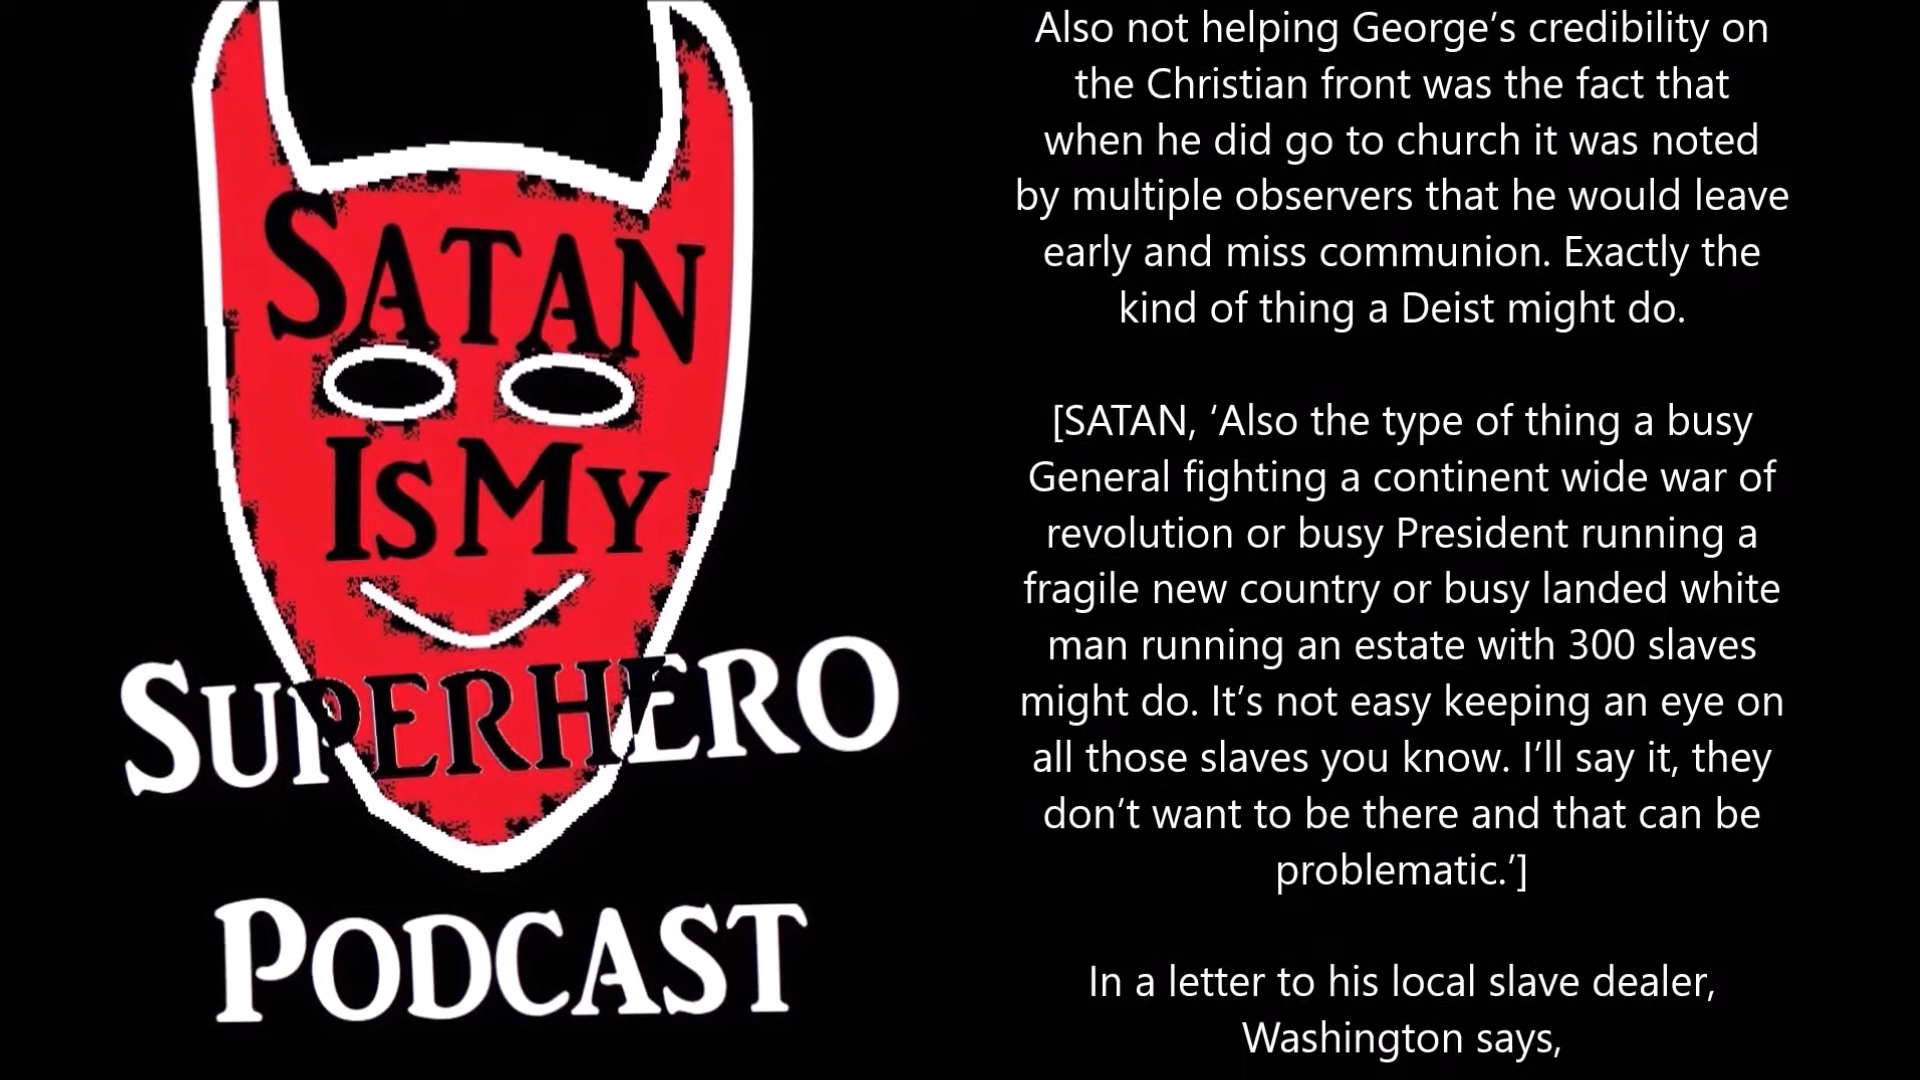 SATAN
IS MY
SUPERHERO
PODCAST
Also not helping George’s credibility on
the Christian front was the fact that
when he did go to church it was noted
by multiple observers that he would leave
early and miss communion. Exactly the
kind of thing a Deist might do.
[SATAN, ‘Also the type of thing a busy
General fighting a continent wide war of
revolution or busy President running a
fragile new country or busy landed white
man running an estate with 300 slaves
might do. It’s not easy keeping an eye on
all those slaves you know. I’ll say it, they
don’t want to be there and that can be
problematic.’]
In a letter to his local slave dealer,
Washington says,